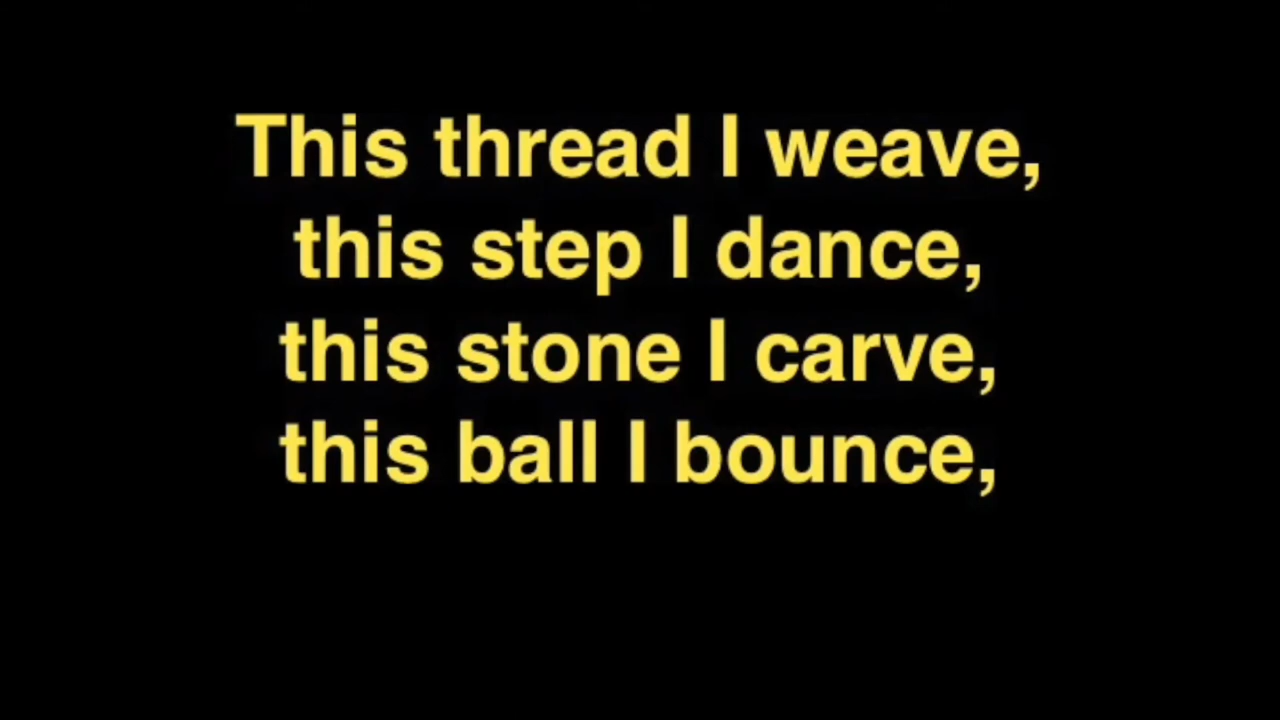 This thread I weave,
this step I dance,
this stone I carve,
this ball I bounce,